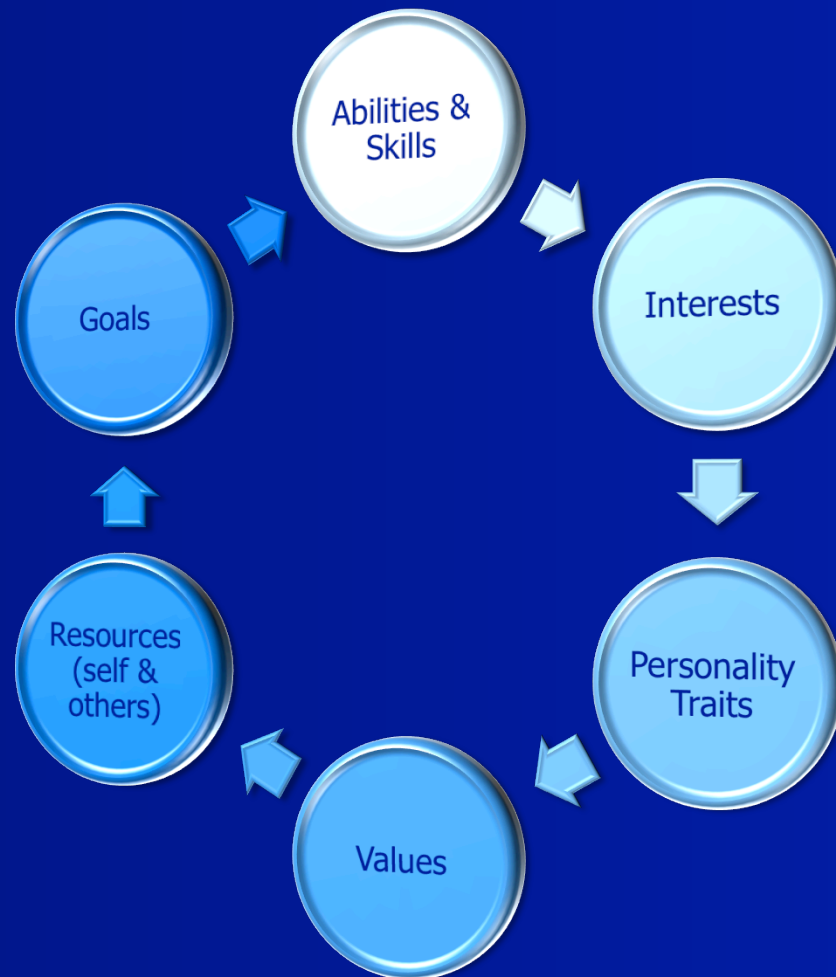 Abilities &
Skills
Interests
Personality
Traits
Values
Resources
(self &
others)
Goals